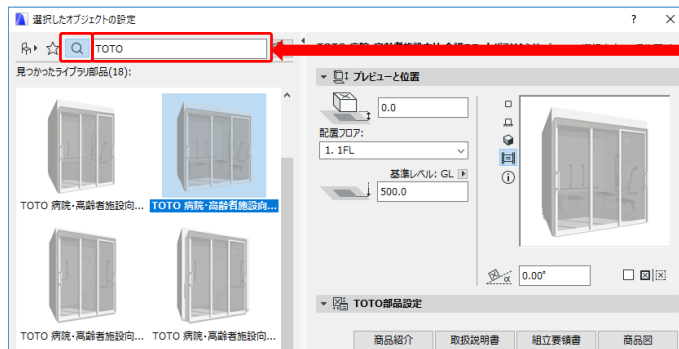 選択したオブジェクトの設定
?
TOTO
見つかったライブラリ部品(18):
TOTO 病院・高齢者施設向...
TOTO 病院・高齢者施設向...
TOTO 病院・高齢者施設向...
TOTO 病院・高齢者施設向...
プレビューと位置
0.0
配置フロア:
1. 1FL
基準レベル: GL
500.0
α
0.00°
TOTO部品設定
商品紹介
取扱説明書
組立要領書
商品図